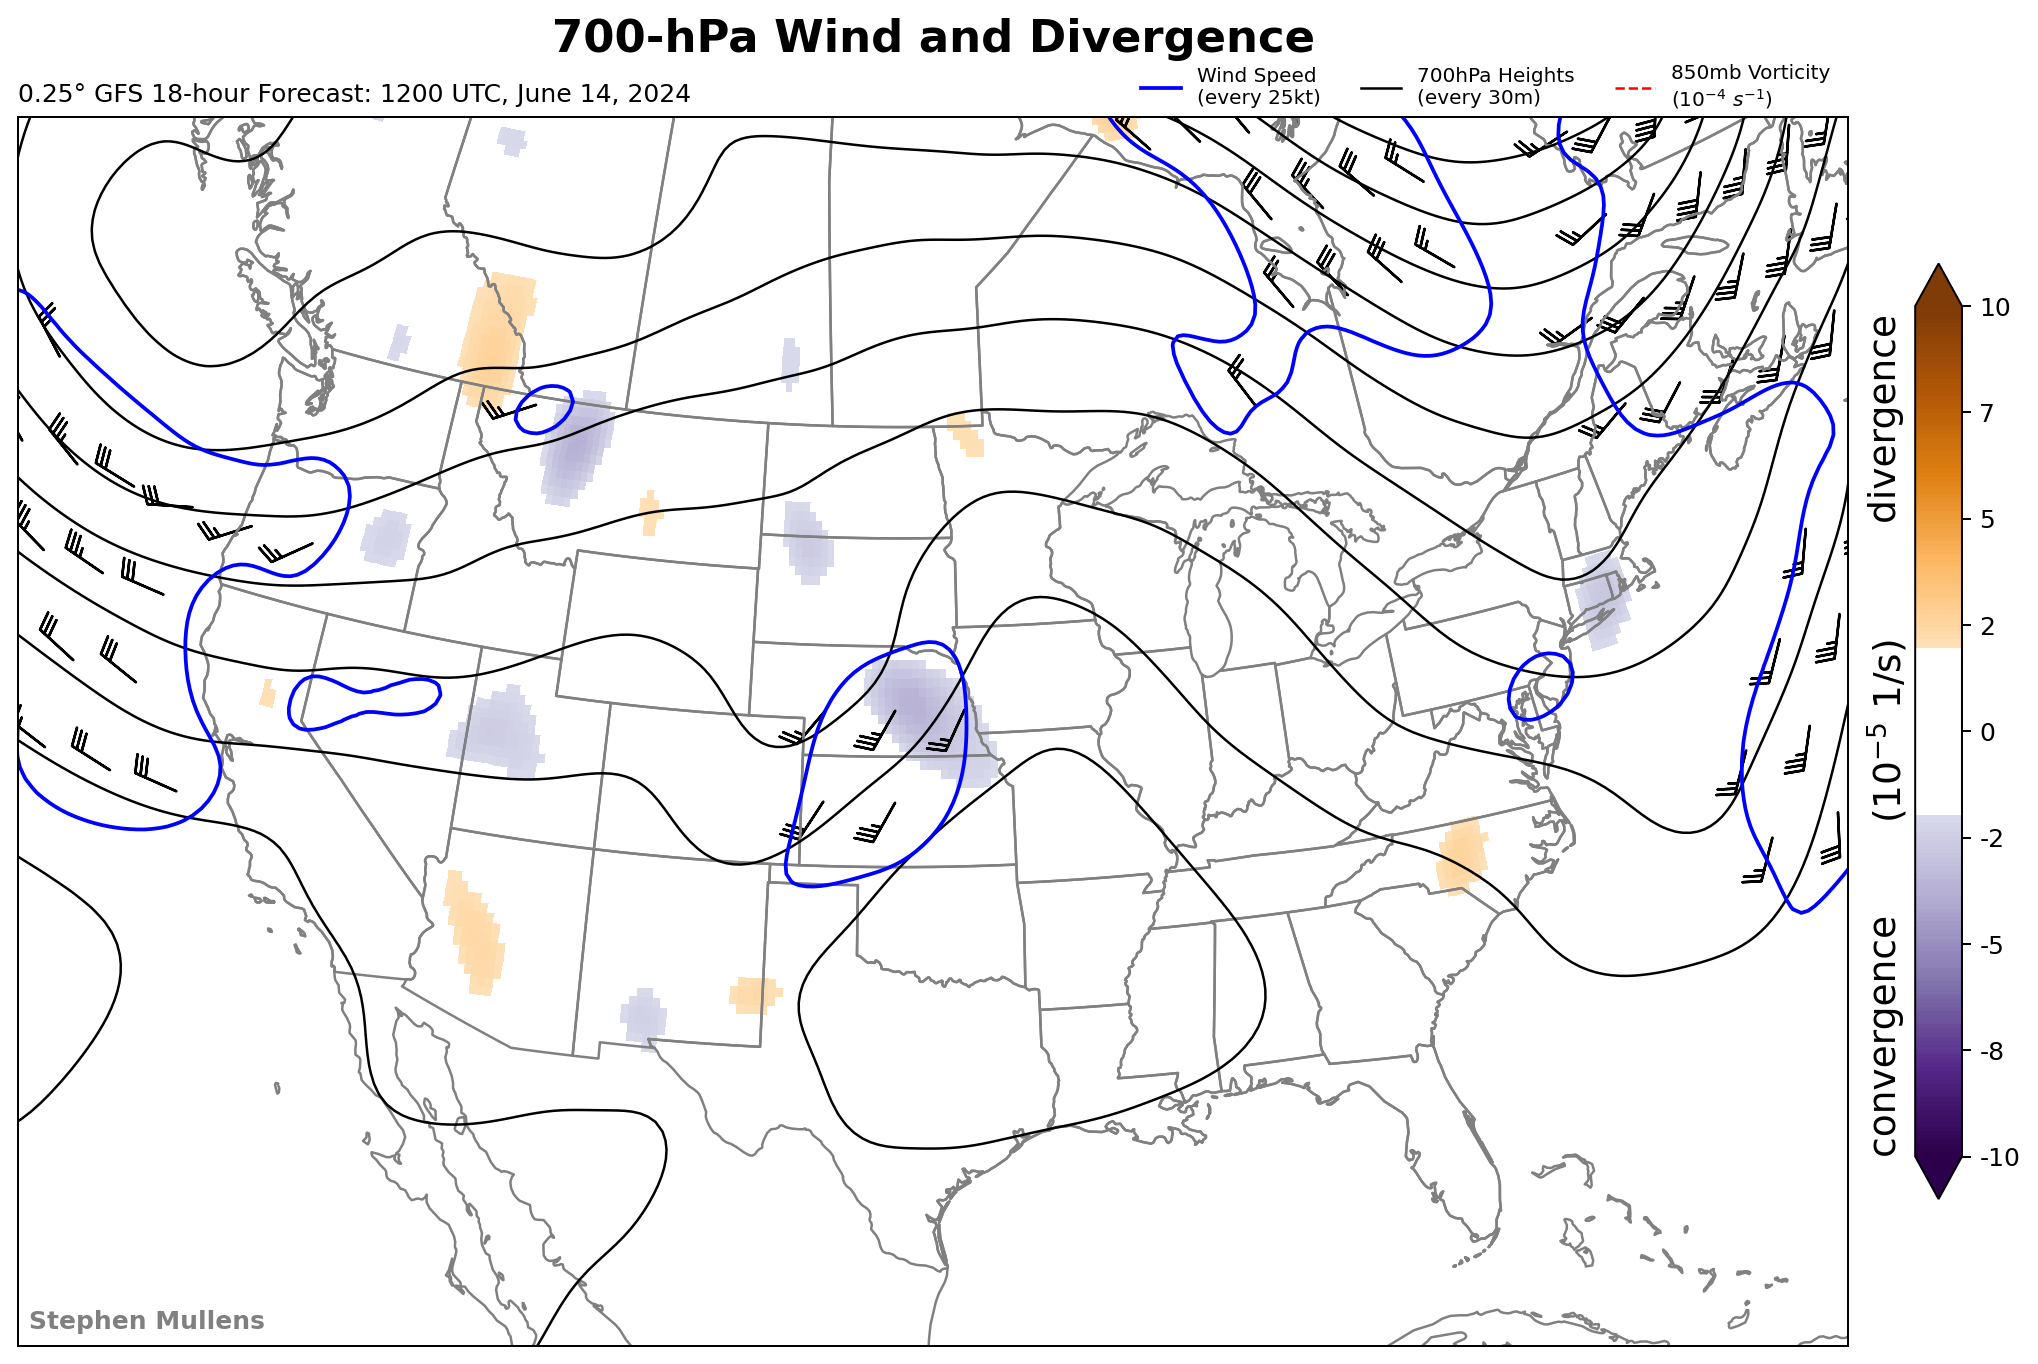 700-hPa Wind and Divergence
0.25° GFS 18-hour Forecast: 1200 UTC, June 14, 2024
Wind Speed
(every 25kt)
700hPa Heights
(every 30m)
850mb Vorticity
(10⁻⁴ s⁻¹)
10
7
5
2
0
-2
-5
-8
-10
convergence (10⁻⁵ 1/s) divergence
Stephen Mullens